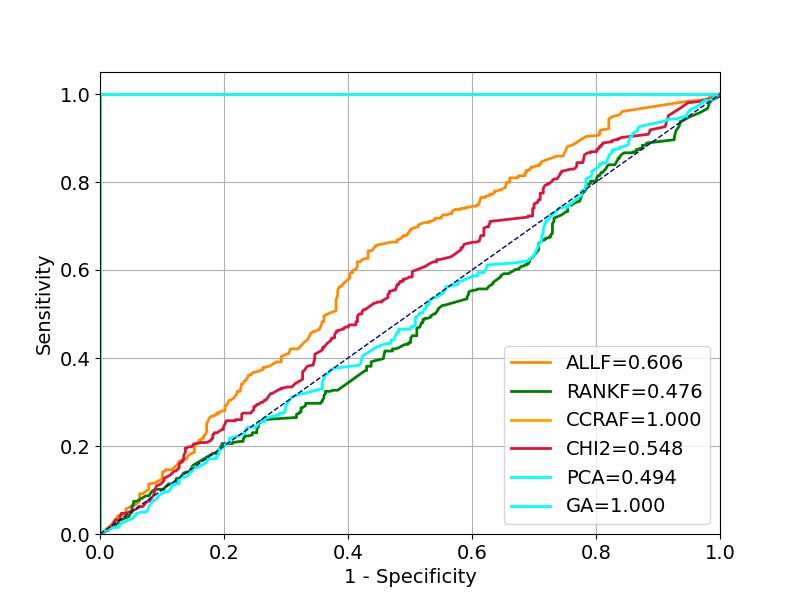 1.0
0.8
0.6
0.4
0.2
0.0
Sensitivity
ALLF=0.606
RANKF=0.476
CCRAF=1.000
CHI2=0.548
PCA=0.494
GA=1.000
0.0 0.2 0.4 0.6 0.8 1.0
1 - Specificity